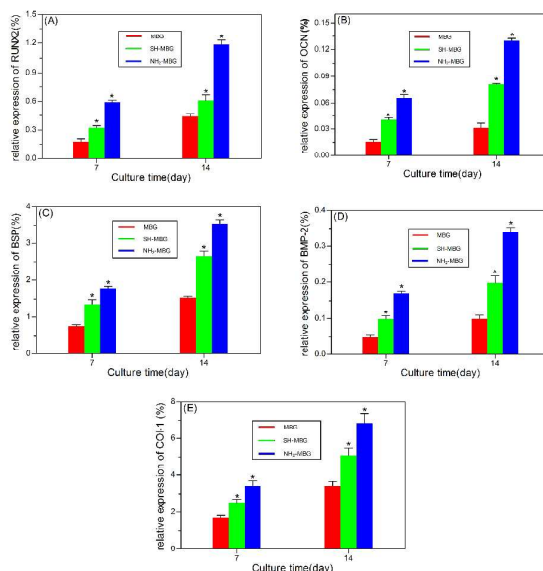 (A)
MBG
SH-MBG
NH₂-MBG
relative expression of RUNX2(%)
1.5
1.2
0.9
0.6
0.3
0.0
* * * *
7 14
Culture time(day)
(B)
MBG
SH-MBG
NH₂-MBG
relative expression of OCN(%)
0.15
0.12
0.09
0.06
0.03
0.00
* * * *
7 14
Culture time(day)
(C)
MBG
SH-MBG
NH₂-MBG
relative expression of BSP(%)
4
3
2
1
0
* * * *
7 14
Culture time(day)
(D)
MBG
SH-MBG
NH₂-MBG
relative expression of BMP-2(%)
0.4
0.3
0.2
0.1
0.0
* * * *
7 14
Culture time(day)
(E)
MBG
SH-MBG
NH₂-MBG
relative expression of COI-1 (%)
8
6
4
2
0
* * * *
7 14
Culture time(day)